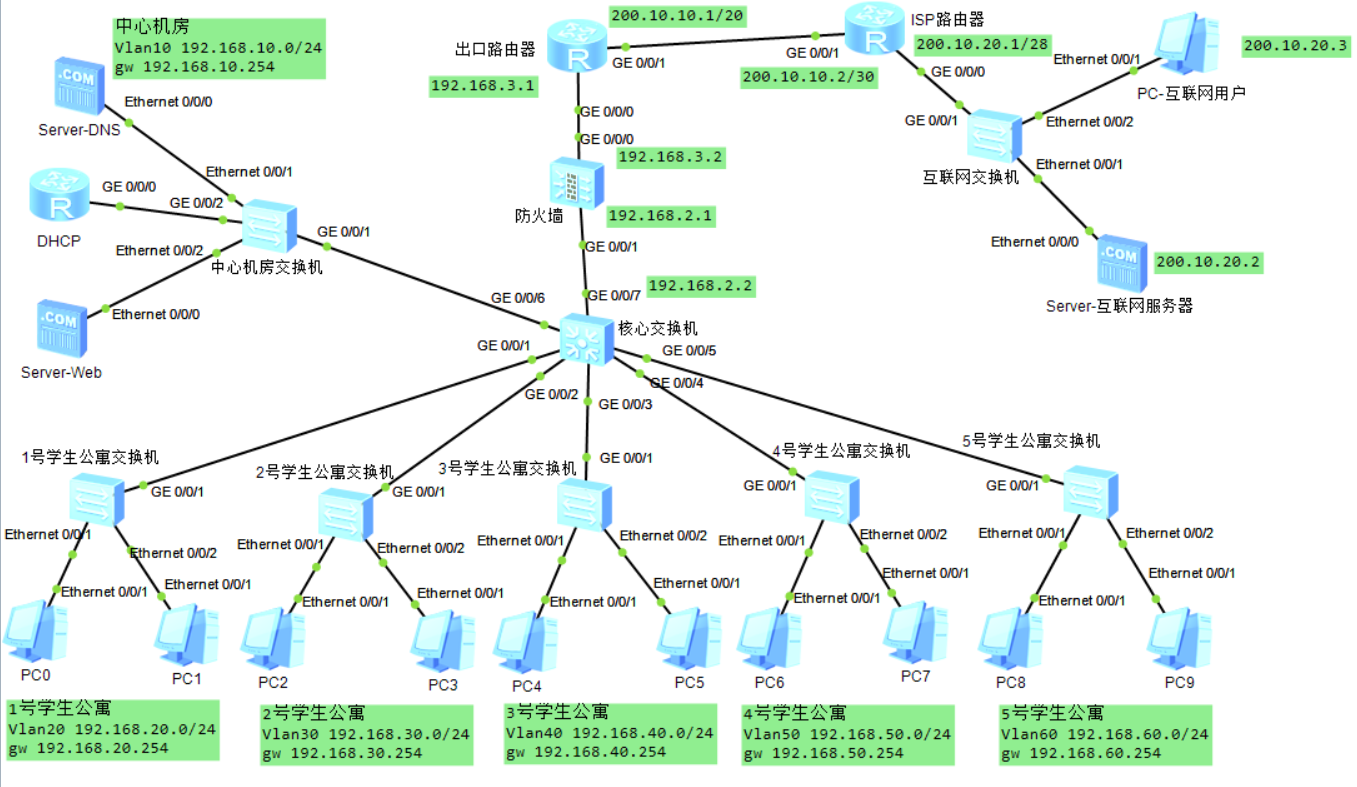 中心机房
Vlan10 192.168.10.0/24
gw 192.168.10.254
.COM
Ethernet 0/0/0
Server-DNS
Ethernet 0/0/1
R
GE 0/0/0
GE 0/0/2
DHCP
GE 0/0/1
Ethernet 0/0/2
中心机房交换机
.COM
Ethernet 0/0/0
Server-Web
200.10.10.1/20
出口路由器
R
GE 0/0/1
192.168.3.1
GE 0/0/0
GE 0/0/0
192.168.3.2
防火墙
192.168.2.1
GE 0/0/1
192.168.2.2
GE 0/0/7
ISP路由器
R
GE 0/0/1
200.10.20.1/28
200.10.10.2/30
GE 0/0/0
GE 0/0/1
Ethernet 0/0/1
200.10.20.3
PC-互联网用户
Ethernet 0/0/2
互联网交换机
Ethernet 0/0/1
Ethernet 0/0/0
.COM
200.10.20.2
Server-互联网服务器
GE 0/0/6
核心交换机
GE 0/0/1
GE 0/0/5
GE 0/0/2
GE 0/0/4
GE 0/0/3
1号学生公寓交换机
GE 0/0/1
2号学生公寓交换机
GE 0/0/1
3号学生公寓交换机
GE 0/0/1
4号学生公寓交换机
GE 0/0/1
5号学生公寓交换机
GE 0/0/1
Ethernet 0/0/1
Ethernet 0/0/2
Ethernet 0/0/1
Ethernet 0/0/1
Ethernet 0/0/1
Ethernet 0/0/2
Ethernet 0/0/1
Ethernet 0/0/1
Ethernet 0/0/1
Ethernet 0/0/2
Ethernet 0/0/1
Ethernet 0/0/1
Ethernet 0/0/1
Ethernet 0/0/2
Ethernet 0/0/1
Ethernet 0/0/1
Ethernet 0/0/1
Ethernet 0/0/2
Ethernet 0/0/1
Ethernet 0/0/1
PC0
PC1
PC2
PC3
PC4
PC5
PC6
PC7
PC8
PC9
1号学生公寓
Vlan20 192.168.20.0/24
gw 192.168.20.254
2号学生公寓
Vlan30 192.168.30.0/24
gw 192.168.30.254
3号学生公寓
Vlan40 192.168.40.0/24
gw 192.168.40.254
4号学生公寓
Vlan50 192.168.50.0/24
gw 192.168.50.254
5号学生公寓
Vlan60 192.168.60.0/24
gw 192.168.60.254